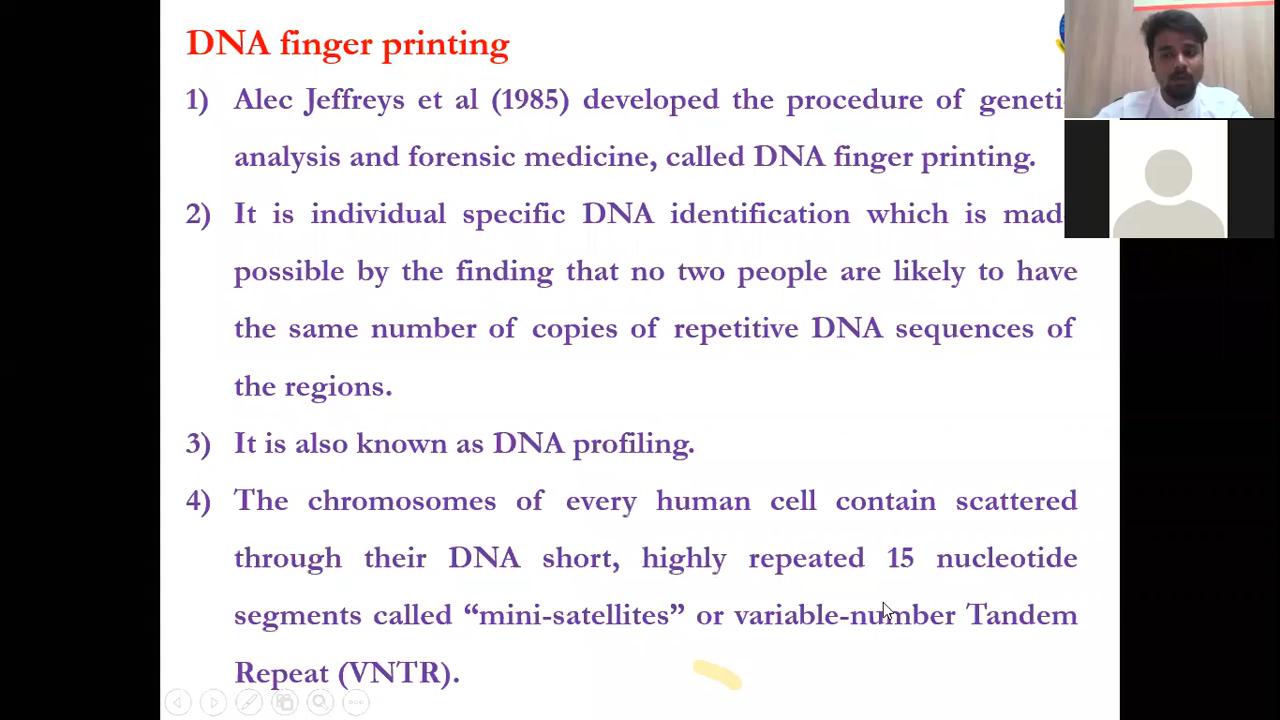 DNA finger printing
1) Alec Jeffreys et al (1985) developed the procedure of geneti
analysis and forensic medicine, called DNA finger printing.
2) It is individual specific DNA identification which is mad
possible by the finding that no two people are likely to have
the same number of copies of repetitive DNA sequences of
the regions.
3) It is also known as DNA profiling.
4) The chromosomes of every human cell contain scattered
through their DNA short, highly repeated 15 nucleotide
segments called “mini-satellites” or variable-number Tandem
Repeat (VNTR).